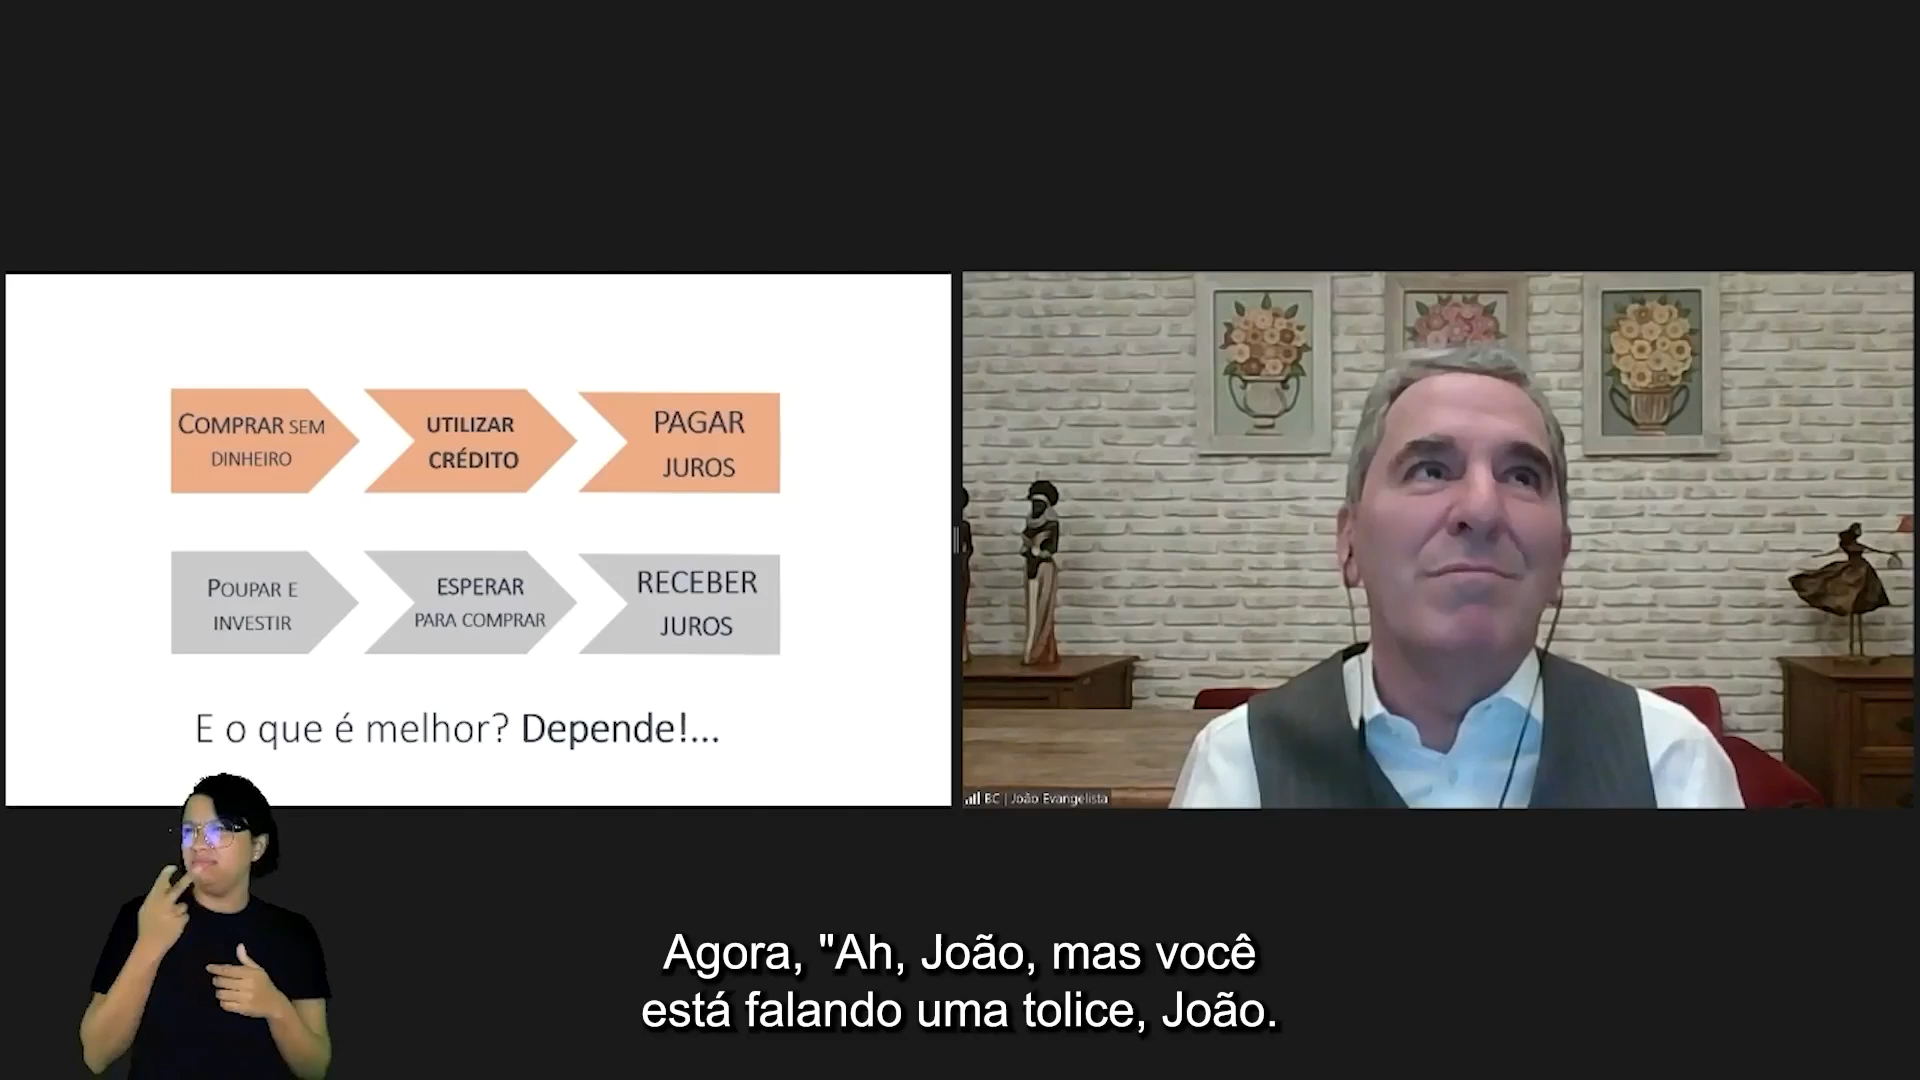 COMPRAR SEM
DINHEIRO
UTILIZAR
CRÉDITO
PAGAR
JUROS
POUPAR E
INVESTIR
ESPERAR
PARA COMPRAR
RECEBER
JUROS
E o que é melhor? Depende!...
BC | João Evangelista
Agora, "Ah, João, mas você
está falando uma tolice, João.